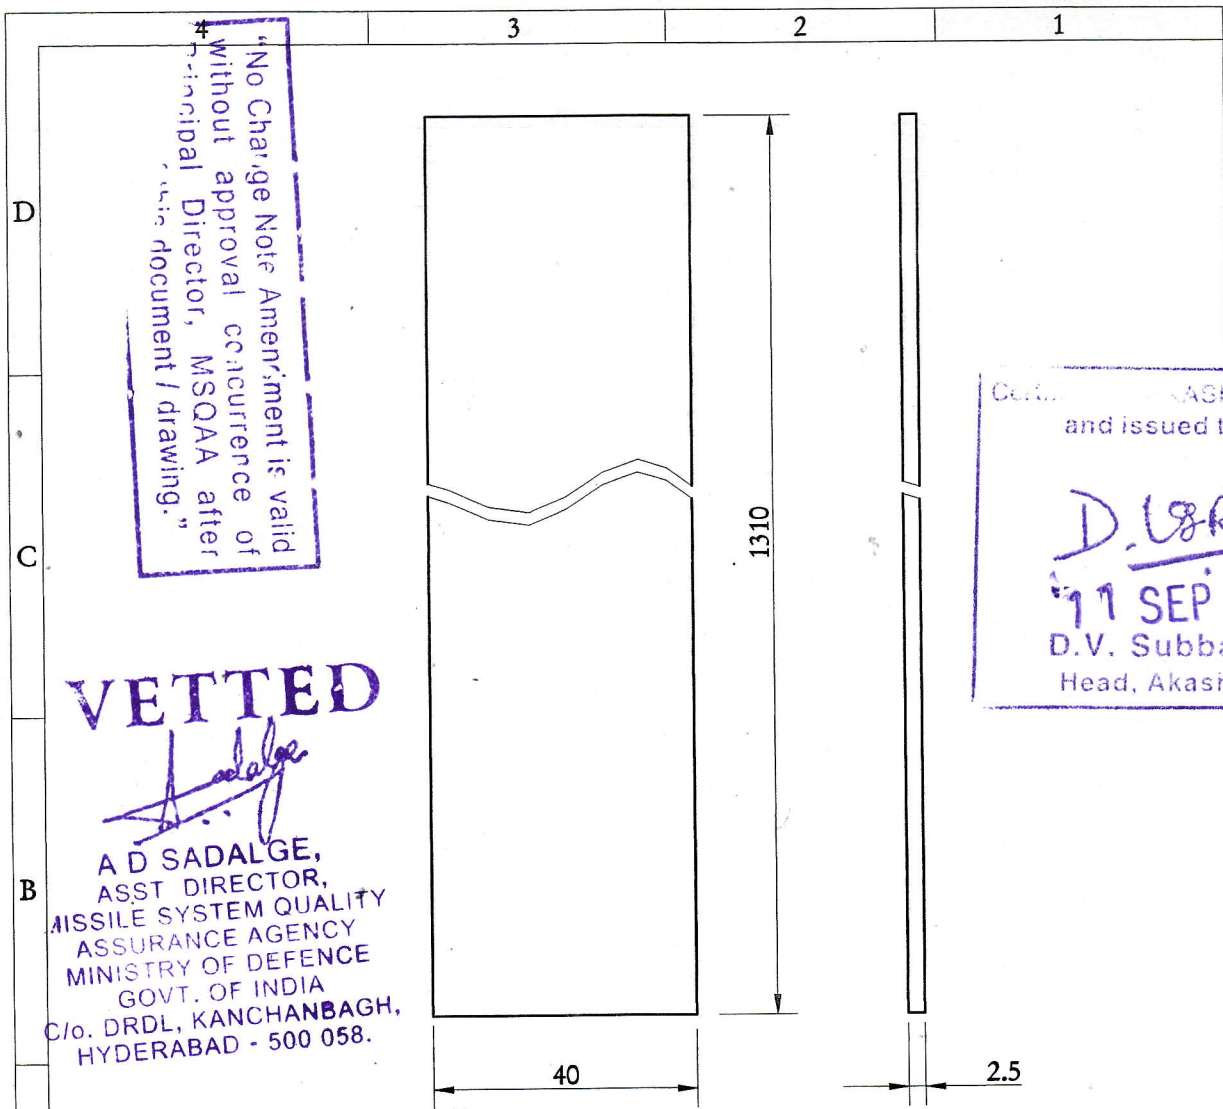 4 3 2 1
D
C
B
"No Change Note Amendment is valid
without approval concurrence of
Principal Director, MSQAA after
this document / drawing."
VETTED
A D SADALGE,
ASST DIRECTOR,
MISSILE SYSTEM QUALITY
ASSURANCE AGENCY
MINISTRY OF DEFENCE
GOVT. OF INDIA
C/o. DRDL, KANCHANBAGH,
HYDERABAD - 500 058.
1310
40
2.5
and issued t
11 SEP
D.V. Subba
Head, Akash